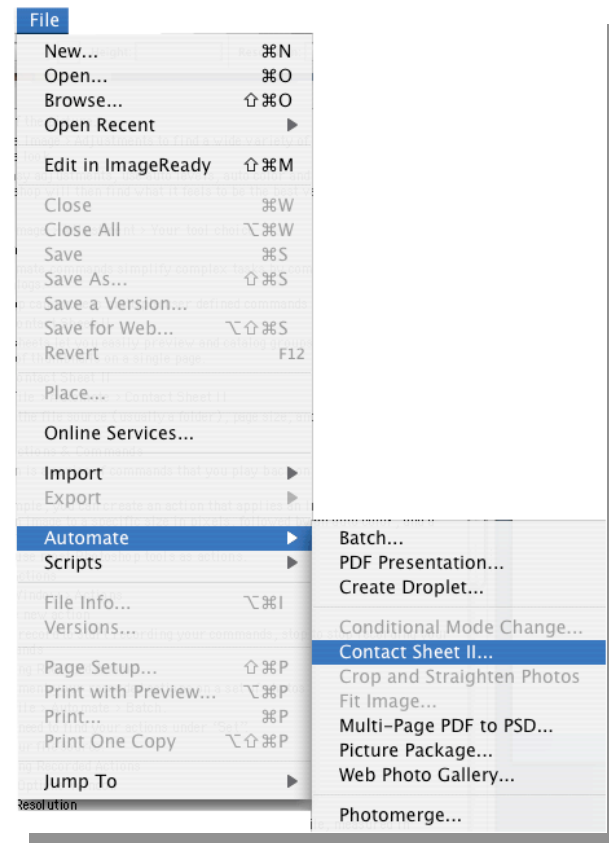 File
New... ⌘N
Open... ⌘O
Browse... ⇧⌘O
Open Recent ▶
Edit in ImageReady ⇧⌘M
Close ⌘W
Close All ⌥⌘W
Save ⌘S
Save As... ⇧⌘S
Save a Version...
Save for Web... ⌥⇧⌘S
Revert F12
Place...
Online Services...
Import ▶
Export ▶
Automate ▶
Scripts ▶
File Info... ⌥⌘I
Versions...
Page Setup... ⇧⌘P
Print with Preview... ⌥⌘P
Print... ⌘P
Print One Copy ⌥⇧⌘P
Jump To ▶
Resolution
Batch...
PDF Presentation...
Create Droplet...
Conditional Mode Change...
Contact Sheet II...
Crop and Straighten Photos
Fit Image...
Multi-Page PDF to PSD...
Picture Package...
Web Photo Gallery...
Photomerge...